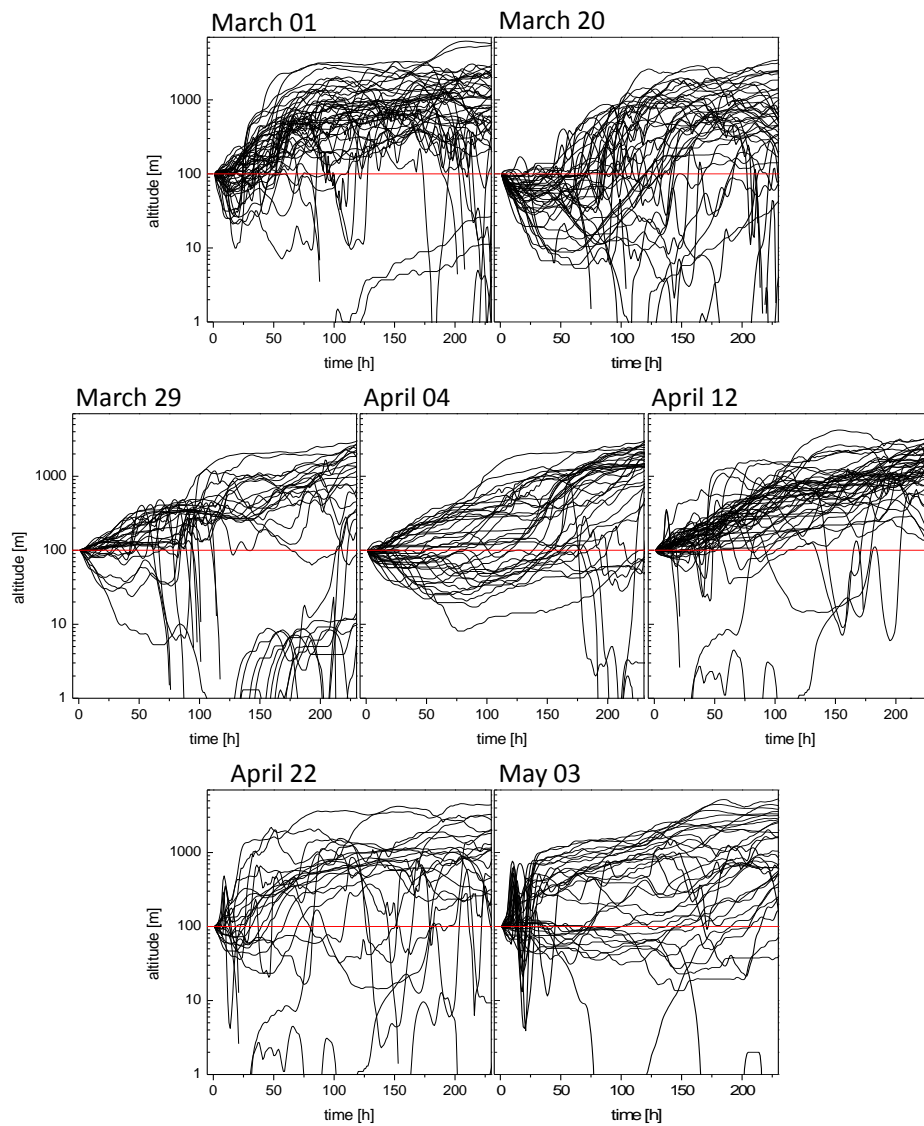 March 01
March 20
altitude [m]
1000
100
10
1
0 50 100 150 200
0 50 100 150 200
time [h]
time [h]
March 29
April 04
April 12
altitude [m]
1000
100
10
1
0 50 100 150 200
0 50 100 150 200
0 50 100 150 200
time [h]
time [h]
time [h]
April 22
May 03
altitude [m]
1000
100
10
1
0 50 100 150 200
0 50 100 150 200
time [h]
time [h]